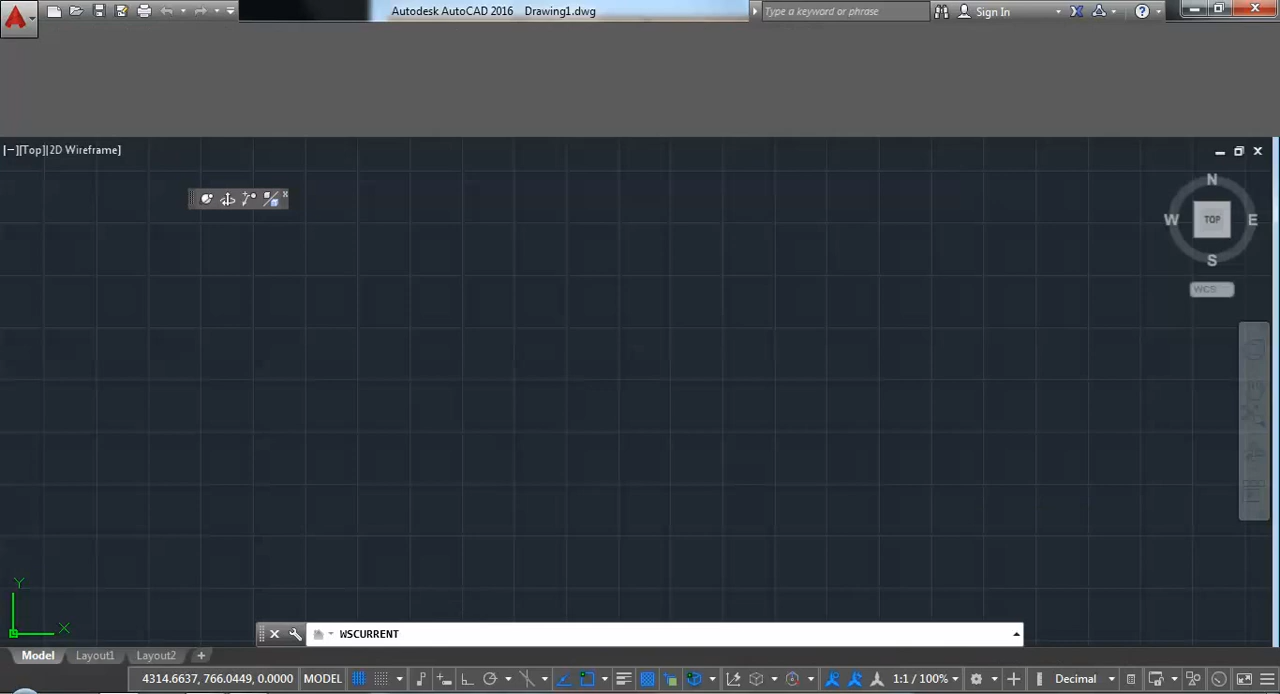 Autodesk AutoCAD 2016 Drawing1.dwg
Type a keyword or phrase
Sign In
[−][Top][2D Wireframe]
N
W TOP E
S
WCS
Y
X
WSCURRENT
Model Layout1 Layout2 +
4314.6637, 766.0449, 0.0000 MODEL 1:1 / 100% Decimal